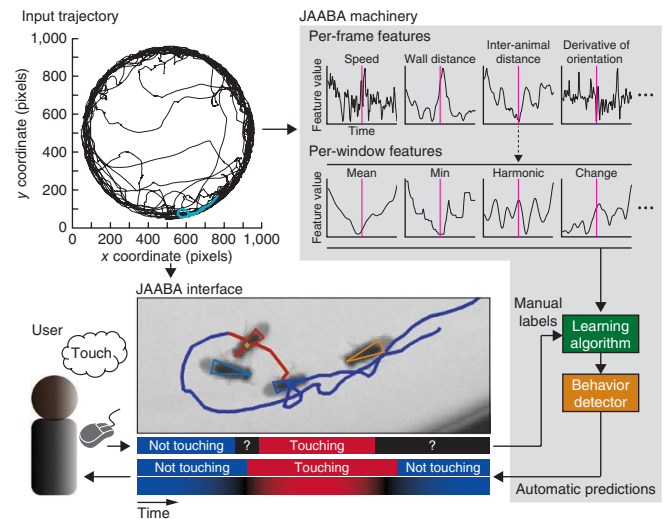 Input trajectory
1,000
800
600
400
200
0
y coordinate (pixels)
0 200 400 600 800 1,000
x coordinate (pixels)
JAABA machinery
Per-frame features
Speed
Wall distance
Inter-animal
distance
Derivative of
orientation
Feature value
Time
Per-window features
Mean
Min
Harmonic
Change
Feature value
JAABA interface
User
Touch
Manual
labels
Learning
algorithm
Behavior
detector
Not touching ? Touching ?
Not touching Touching Not touching
Automatic predictions
Time